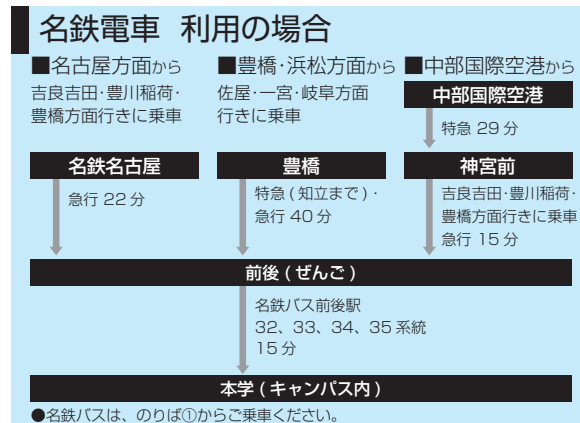 名鉄電車 利用の場合
■名古屋方面から
吉良吉田･豊川稲荷･
豊橋方面行きに乗車
■豊橋･浜松方面から
佐屋･一宮･岐阜方面
行きに乗車
■中部国際空港から
中部国際空港
特急 29 分
名鉄名古屋
急行 22 分
豊橋
特急 ( 知立まで )･
急行 40 分
神宮前
吉良吉田･豊川稲荷･
豊橋方面行きに乗車
急行 15 分
前後 ( ぜんご )
名鉄バス前後駅
32、33、34、35 系統
15 分
本学 ( キャンパス内 )
●名鉄バスは、のりば①からご乗車ください。